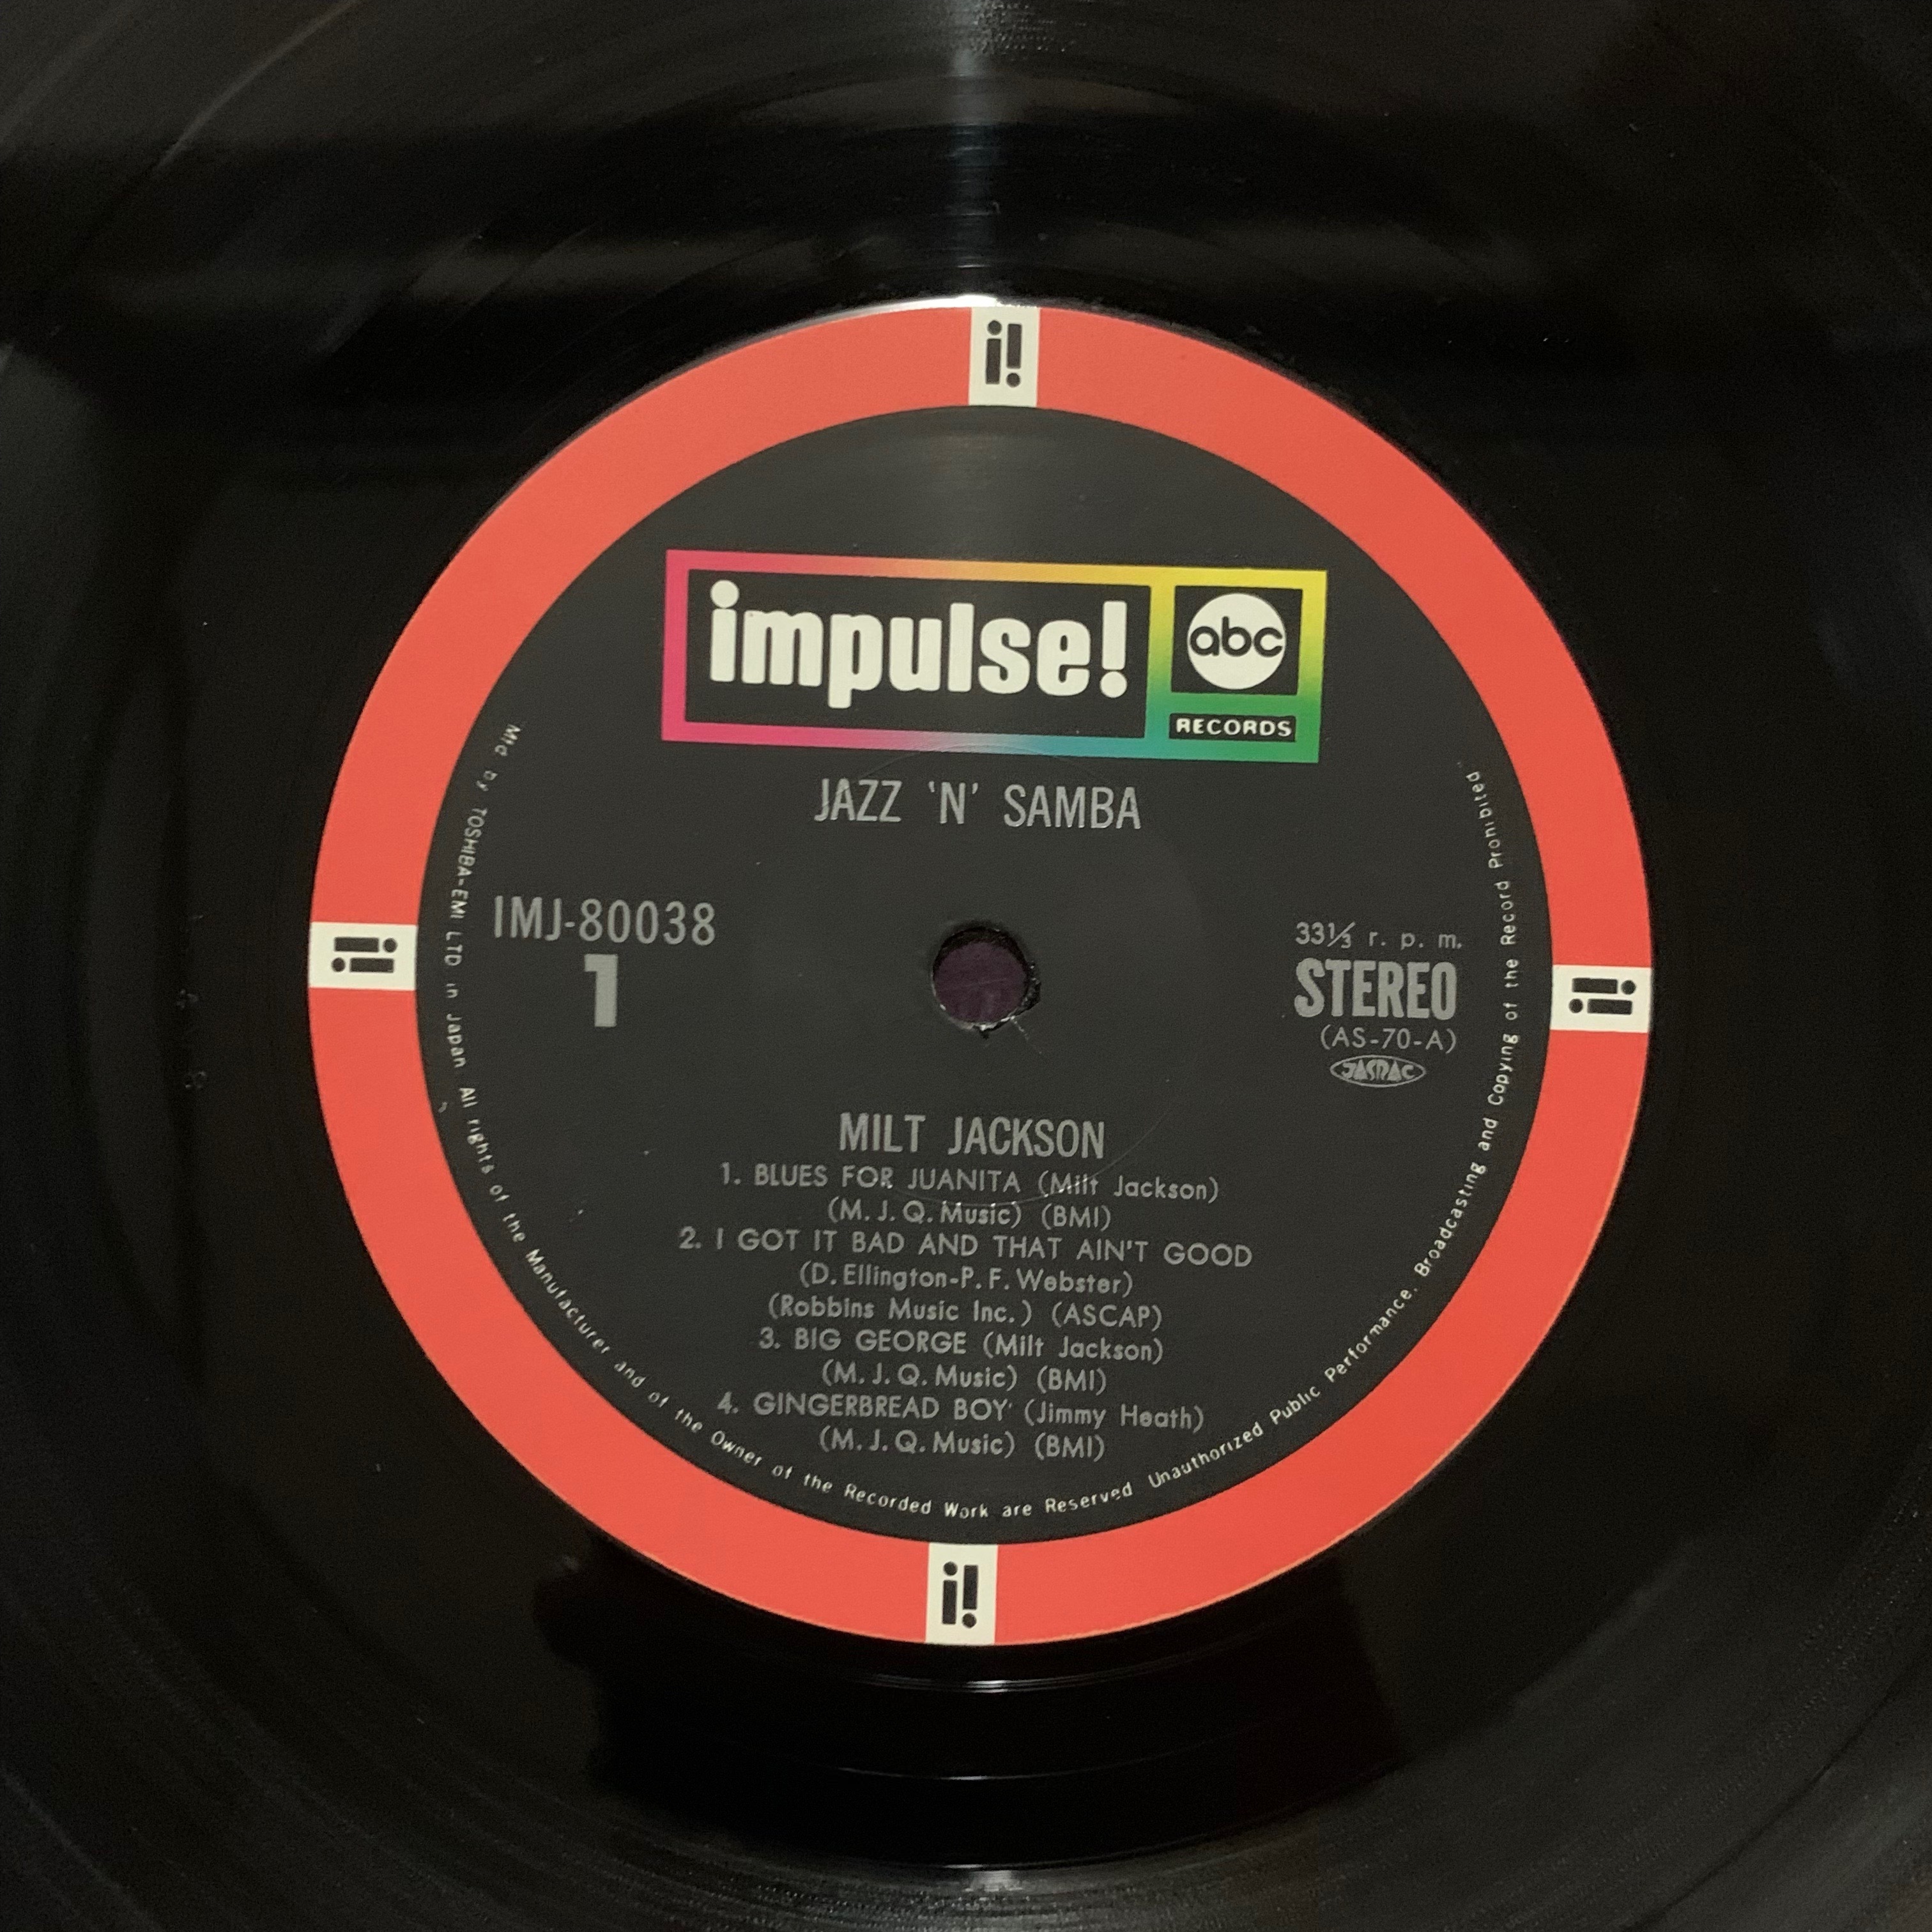 i!
impulse!
abc
RECORDS
JAZZ 'N' SAMBA
IMJ-80038
1
33⅓ r. p. m.
STEREO
(AS-70-A)
JASRAC
MILT JACKSON
1. BLUES FOR JUANITA (Milt Jackson)
(M. J. Q. Music) (BMI)
2. I GOT IT BAD AND THAT AIN'T GOOD
(D. Ellington-P. F. Webster)
(Robbins Music Inc.) (ASCAP)
3. BIG GEORGE (Milt Jackson)
(M. J. Q. Music) (BMI)
4. GINGERBREAD BOY (Jimmy Heath)
(M. J. Q. Music) (BMI)
Mfd by TOSHIBA-EMI LTD in Japan All rights of the Manufacturer and of the Owner of the Recorded Work are Reserved Unauthorized Public Performance. Broadcasting and Copying of the Record Prohibited
i!
i!
i!